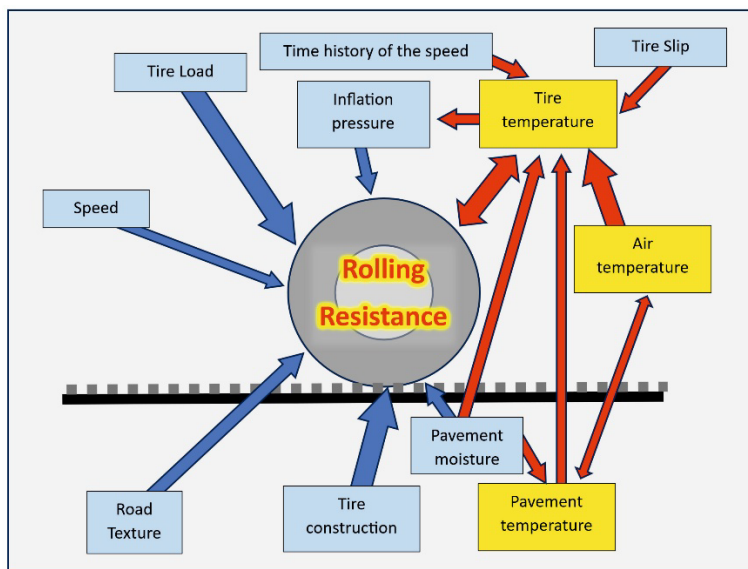 Time history of the speed
Tire Slip
Tire Load
Inflation
pressure
Tire
temperature
Speed
Air
temperature
Rolling
Resistance
Pavement
moisture
Road
Texture
Tire
construction
Pavement
temperature